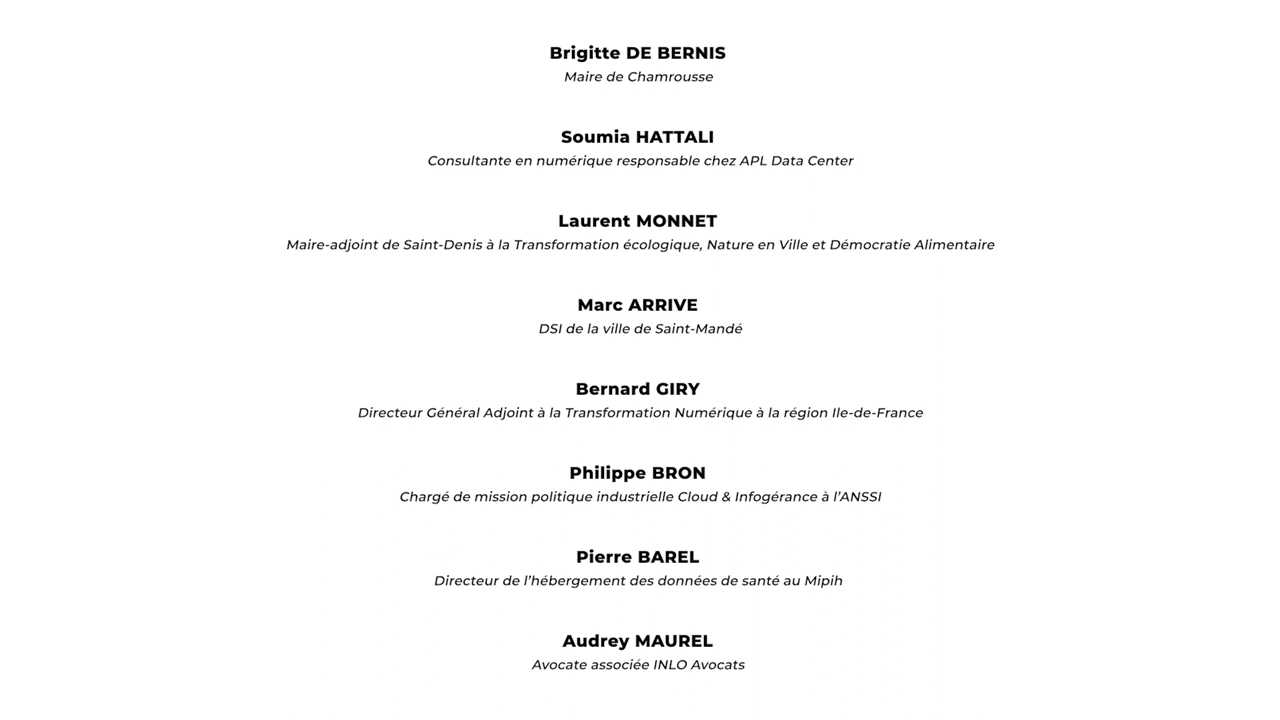 Brigitte DE BERNIS
Maire de Chamrousse
Soumia HATTALI
Consultante en numérique responsable chez APL Data Center
Laurent MONNET
Maire-adjoint de Saint-Denis à la Transformation écologique, Nature en Ville et Démocratie Alimentaire
Marc ARRIVE
DSI de la ville de Saint-Mandé
Bernard GIRY
Directeur Général Adjoint à la Transformation Numérique à la région Ile-de-France
Philippe BRON
Chargé de mission politique industrielle Cloud & Infogérance à l’ANSSI
Pierre BAREL
Directeur de l’hébergement des données de santé au Mipih
Audrey MAUREL
Avocate associée INLO Avocats